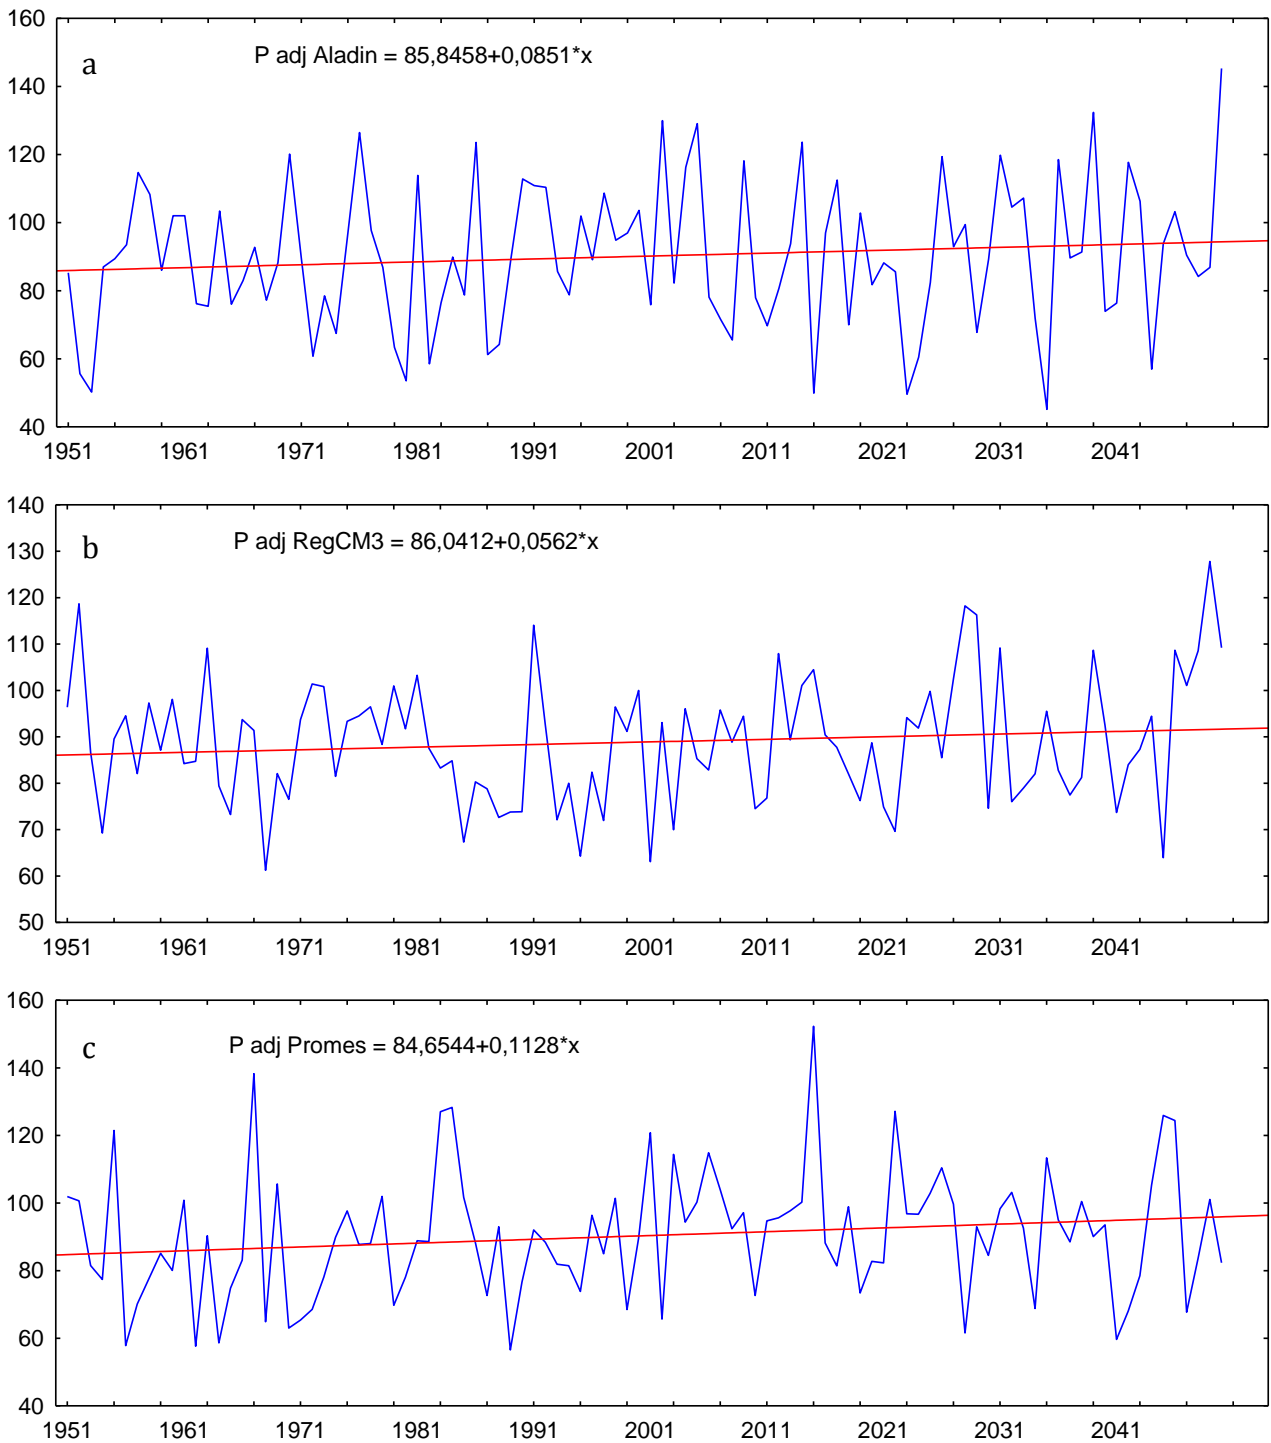 160
140
120
100
80
60
40
a
P adj Aladin = 85,8458+0,0851*x
1951 1961 1971 1981 1991 2001 2011 2021 2031 2041
140
130
120
110
100
90
80
70
60
50
b
P adj RegCM3 = 86,0412+0,0562*x
1951 1961 1971 1981 1991 2001 2011 2021 2031 2041
160
140
120
100
80
60
40
c
P adj Promes = 84,6544+0,1128*x
1951 1961 1971 1981 1991 2001 2011 2021 2031 2041